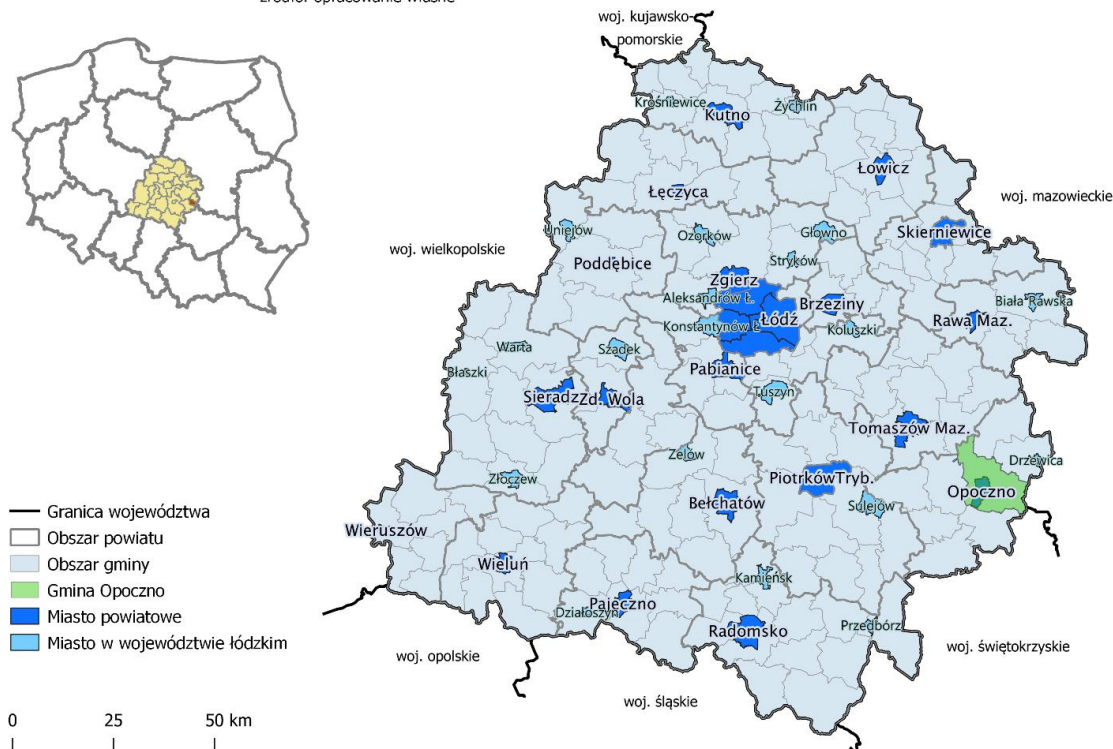 źródło: opracowanie własne
woj. kujawsko-
pomorskie
Krośniewice
Kutno
Żychlin
Łowicz
Łęczyca
woj. mazowieckie
Uniejów
Ozorków
Głowno
Skierniewice
woj. wielkopolskie
Poddębice
Stryków
Zgierz
Aleksandrów Ł.
Brzeziny
Biała Rawska
Konstantynów Ł.
Łódź
Koluszki
Rawa Maz.
Warta
Szadek
Błaszki
Pabianice
Sieradz
Zd. Wola
Tuszyn
Tomaszów Maz.
Zelów
Drzewica
Złoczew
PiotrkówTryb.
Opoczno
Bełchatów
Sulejów
Wieruszów
Wieluń
Kamieńsk
Działoszyn
Pajęczno
Radomsko
Przedbórz
woj. opolskie
woj. śląskie
woj. świętokrzyskie
Granica województwa
Obszar powiatu
Obszar gminy
Gmina Opoczno
Miasto powiatowe
Miasto w województwie łódzkim
0 25 50 km